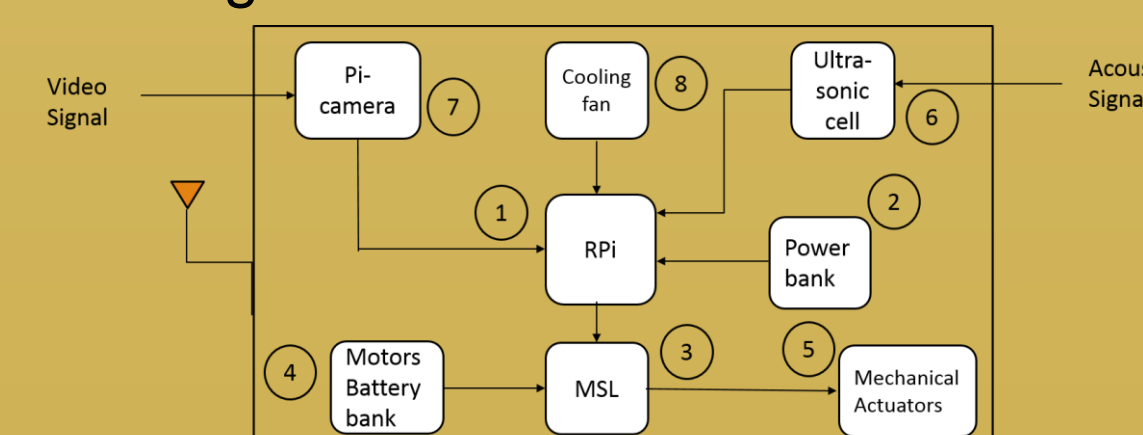 Video
Signal
Pi-
camera
7
Cooling
fan
8
Ultra-
sonic
cell
6
1
RPi
2
Power
bank
4
Motors
Battery
bank
MSL
3
5
Mechanical
Actuators